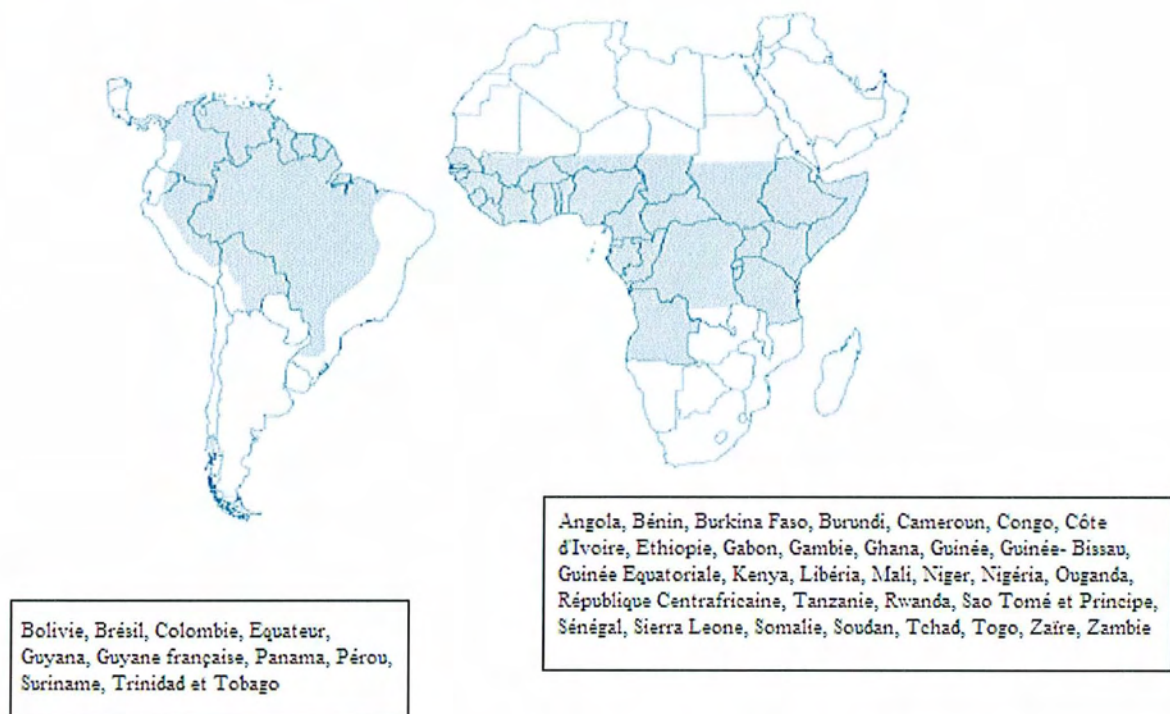 Angola, Bénin, Burkina Faso, Burundi, Cameroun, Congo, Côte
d'Ivoire, Ethiopie, Gabon, Gambie, Ghana, Guinée, Guinée- Bissau,
Guinée Equatoriale, Kenya, Libéria, Mali, Niger, Nigéria, Ouganda,
République Centrafricaine, Tanzanie, Rwanda, Sao Tomé et Principe,
Sénégal, Sierra Leone, Somalie, Soudan, Tchad, Togo, Zaïre, Zambie
Bolivie, Brésil, Colombie, Equateur,
Guyana, Guyane française, Panama, Pérou,
Suriname, Trinidad et Tobago